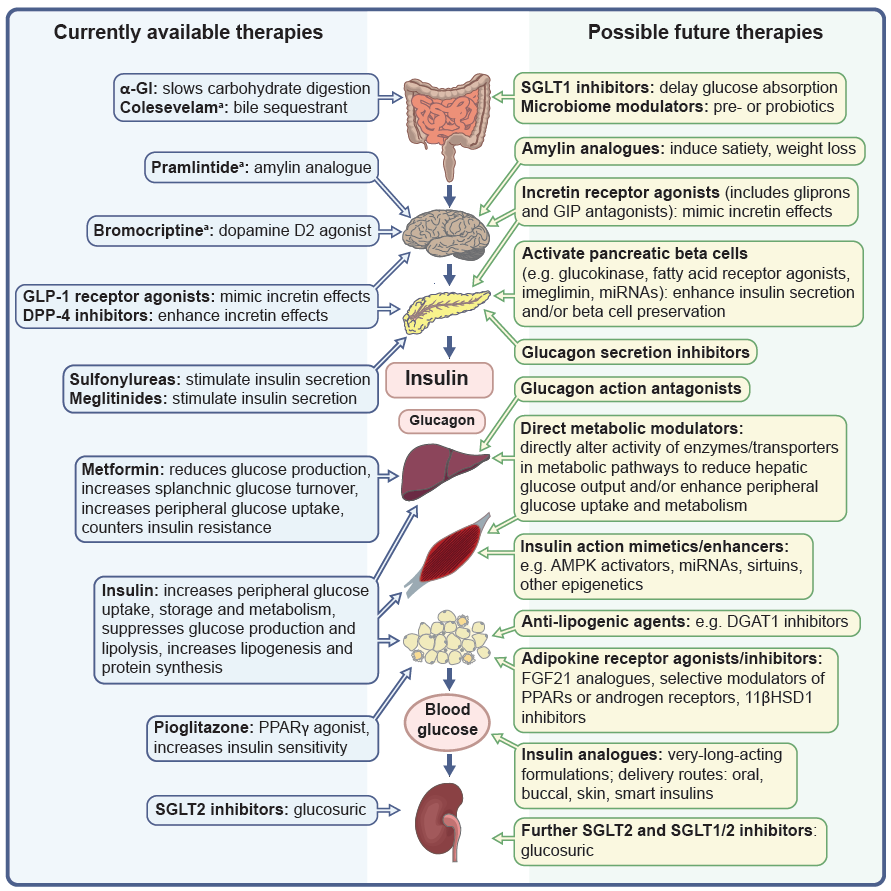 Currently available therapies
Possible future therapies
α-GI: slows carbohydrate digestion
Colesevelamᵃ: bile sequestrant
Pramlintideᵃ: amylin analogue
Bromocriptineᵃ: dopamine D2 agonist
GLP-1 receptor agonists: mimic incretin effects
DPP-4 inhibitors: enhance incretin effects
Sulfonylureas: stimulate insulin secretion
Meglitinides: stimulate insulin secretion
Metformin: reduces glucose production,
increases splanchnic glucose turnover,
increases peripheral glucose uptake,
counters insulin resistance
Insulin: increases peripheral glucose
uptake, storage and metabolism,
suppresses glucose production and
lipolysis, increases lipogenesis and
protein synthesis
Pioglitazone: PPARγ agonist,
increases insulin sensitivity
SGLT2 inhibitors: glucosuric
Insulin
Glucagon
Blood
glucose
SGLT1 inhibitors: delay glucose absorption
Microbiome modulators: pre- or probiotics
Amylin analogues: induce satiety, weight loss
Incretin receptor agonists (includes gliprons
and GIP antagonists): mimic incretin effects
Activate pancreatic beta cells
(e.g. glucokinase, fatty acid receptor agonists,
imeglimin, miRNAs): enhance insulin secretion
and/or beta cell preservation
Glucagon secretion inhibitors
Glucagon action antagonists
Direct metabolic modulators:
directly alter activity of enzymes/transporters
in metabolic pathways to reduce hepatic
glucose output and/or enhance peripheral
glucose uptake and metabolism
Insulin action mimetics/enhancers:
e.g. AMPK activators, miRNAs, sirtuins,
other epigenetics
Anti-lipogenic agents: e.g. DGAT1 inhibitors
Adipokine receptor agonists/inhibitors:
FGF21 analogues, selective modulators of
PPARs or androgen receptors, 11βHSD1
inhibitors
Insulin analogues: very-long-acting
formulations; delivery routes: oral,
buccal, skin, smart insulins
Further SGLT2 and SGLT1/2 inhibitors:
glucosuric